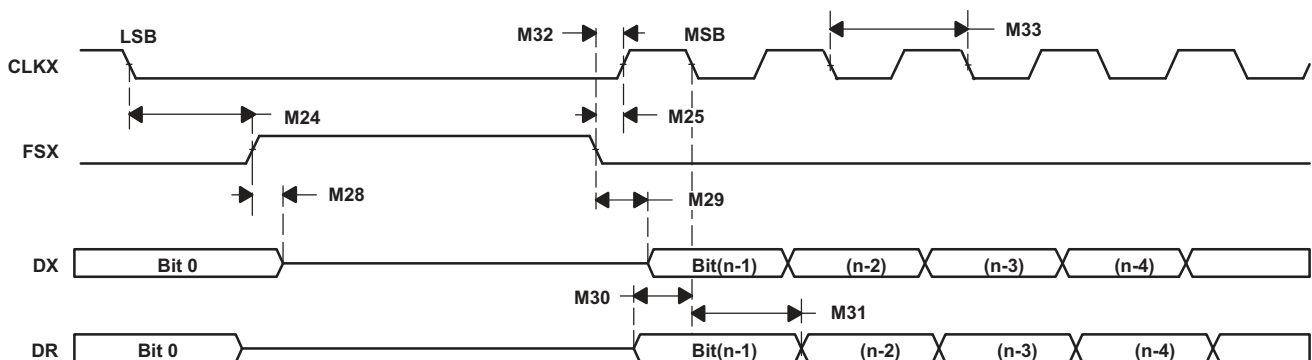 LSB M32 MSB M33
CLKX
M24 M25
FSX
M28 M29
DX Bit 0 Bit(n-1) (n-2) (n-3) (n-4)
M30 M31
DR Bit 0 Bit(n-1) (n-2) (n-3) (n-4)